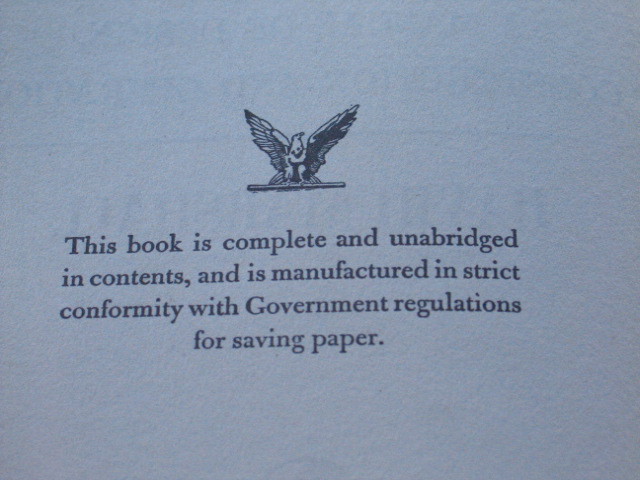 This book is complete and unabridged
in contents, and is manufactured in strict
conformity with Government regulations
for saving paper.